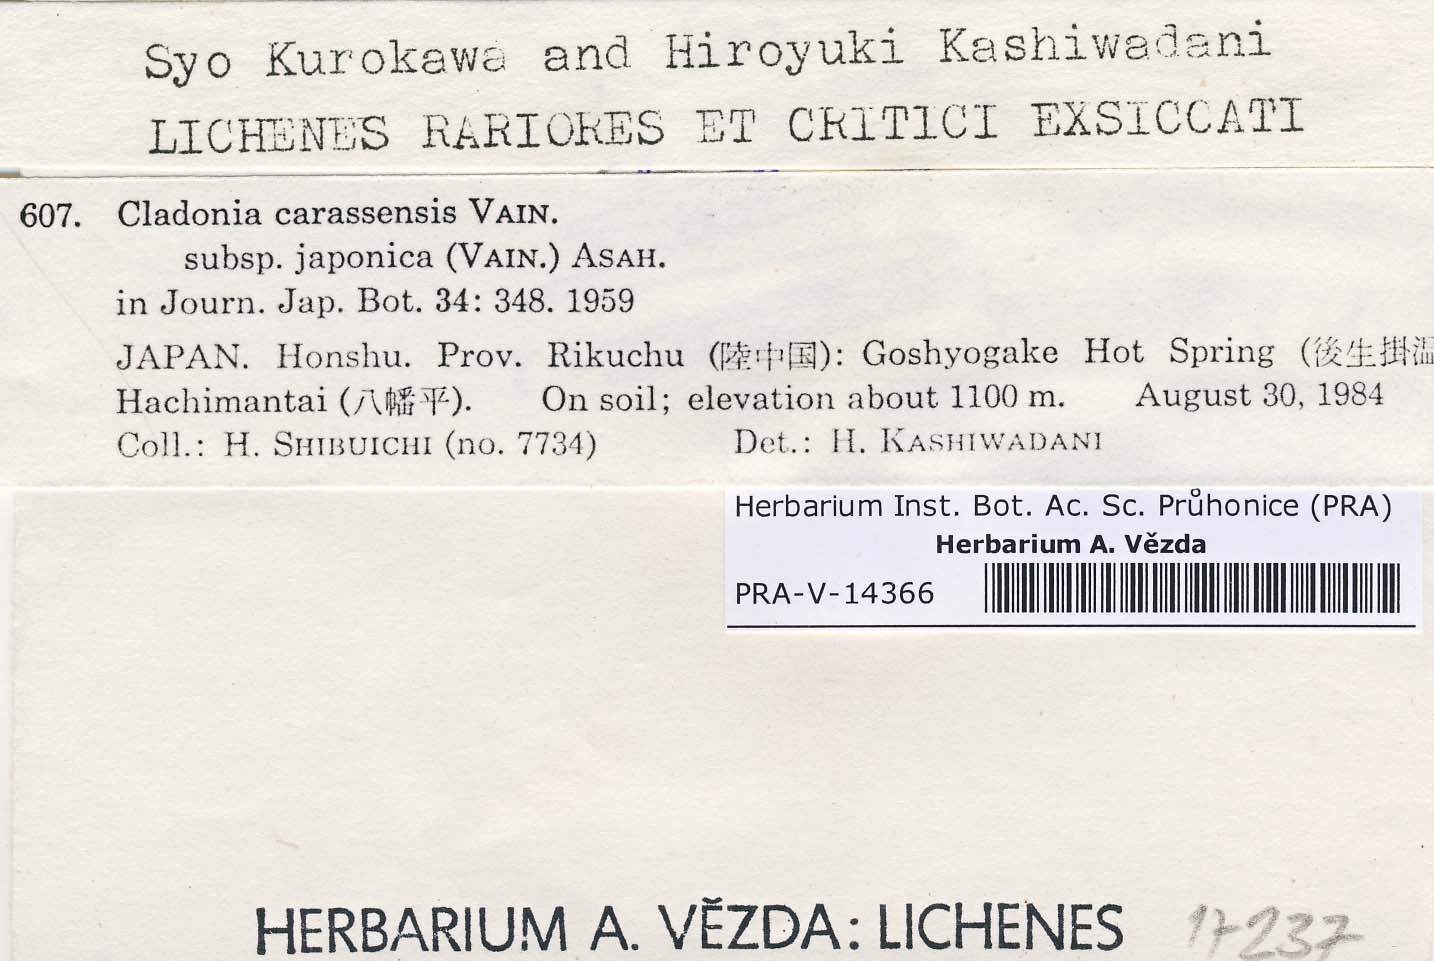 Syo Kurokawa and Hiroyuki Kashiwadani
LICHENES RARIORES ET CRITICI EXSICCATI
607. Cladonia carassensis VAIN.
subsp. japonica (VAIN.) ASAH.
in Journ. Jap. Bot. 34: 348. 1959
JAPAN. Honshu. Prov. Rikuchu (陸中国): Goshyogake Hot Spring (後生掛温
Hachimantai (八幡平). On soil; elevation about 1100 m. August 30, 1984
Coll.: H. SHIBUICHI (no. 7734) Det.: H. KASHIWADANI
Herbarium Inst. Bot. Ac. Sc. Průhonice (PRA)
Herbarium A. Vězda
PRA-V-14366
HERBARIUM A. VĚZDA: LICHENES 17237